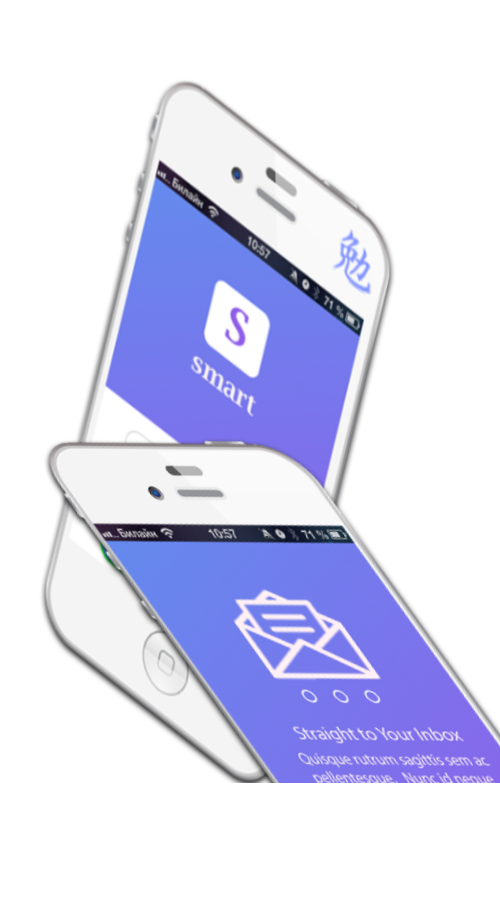 Билайн 10:57 71 %
勉
S
smart
Билайн 10:57 71 %
Straight to Your Inbox
Quisque rutrum sagittis sem ac
pellentesque. Nunc id neque